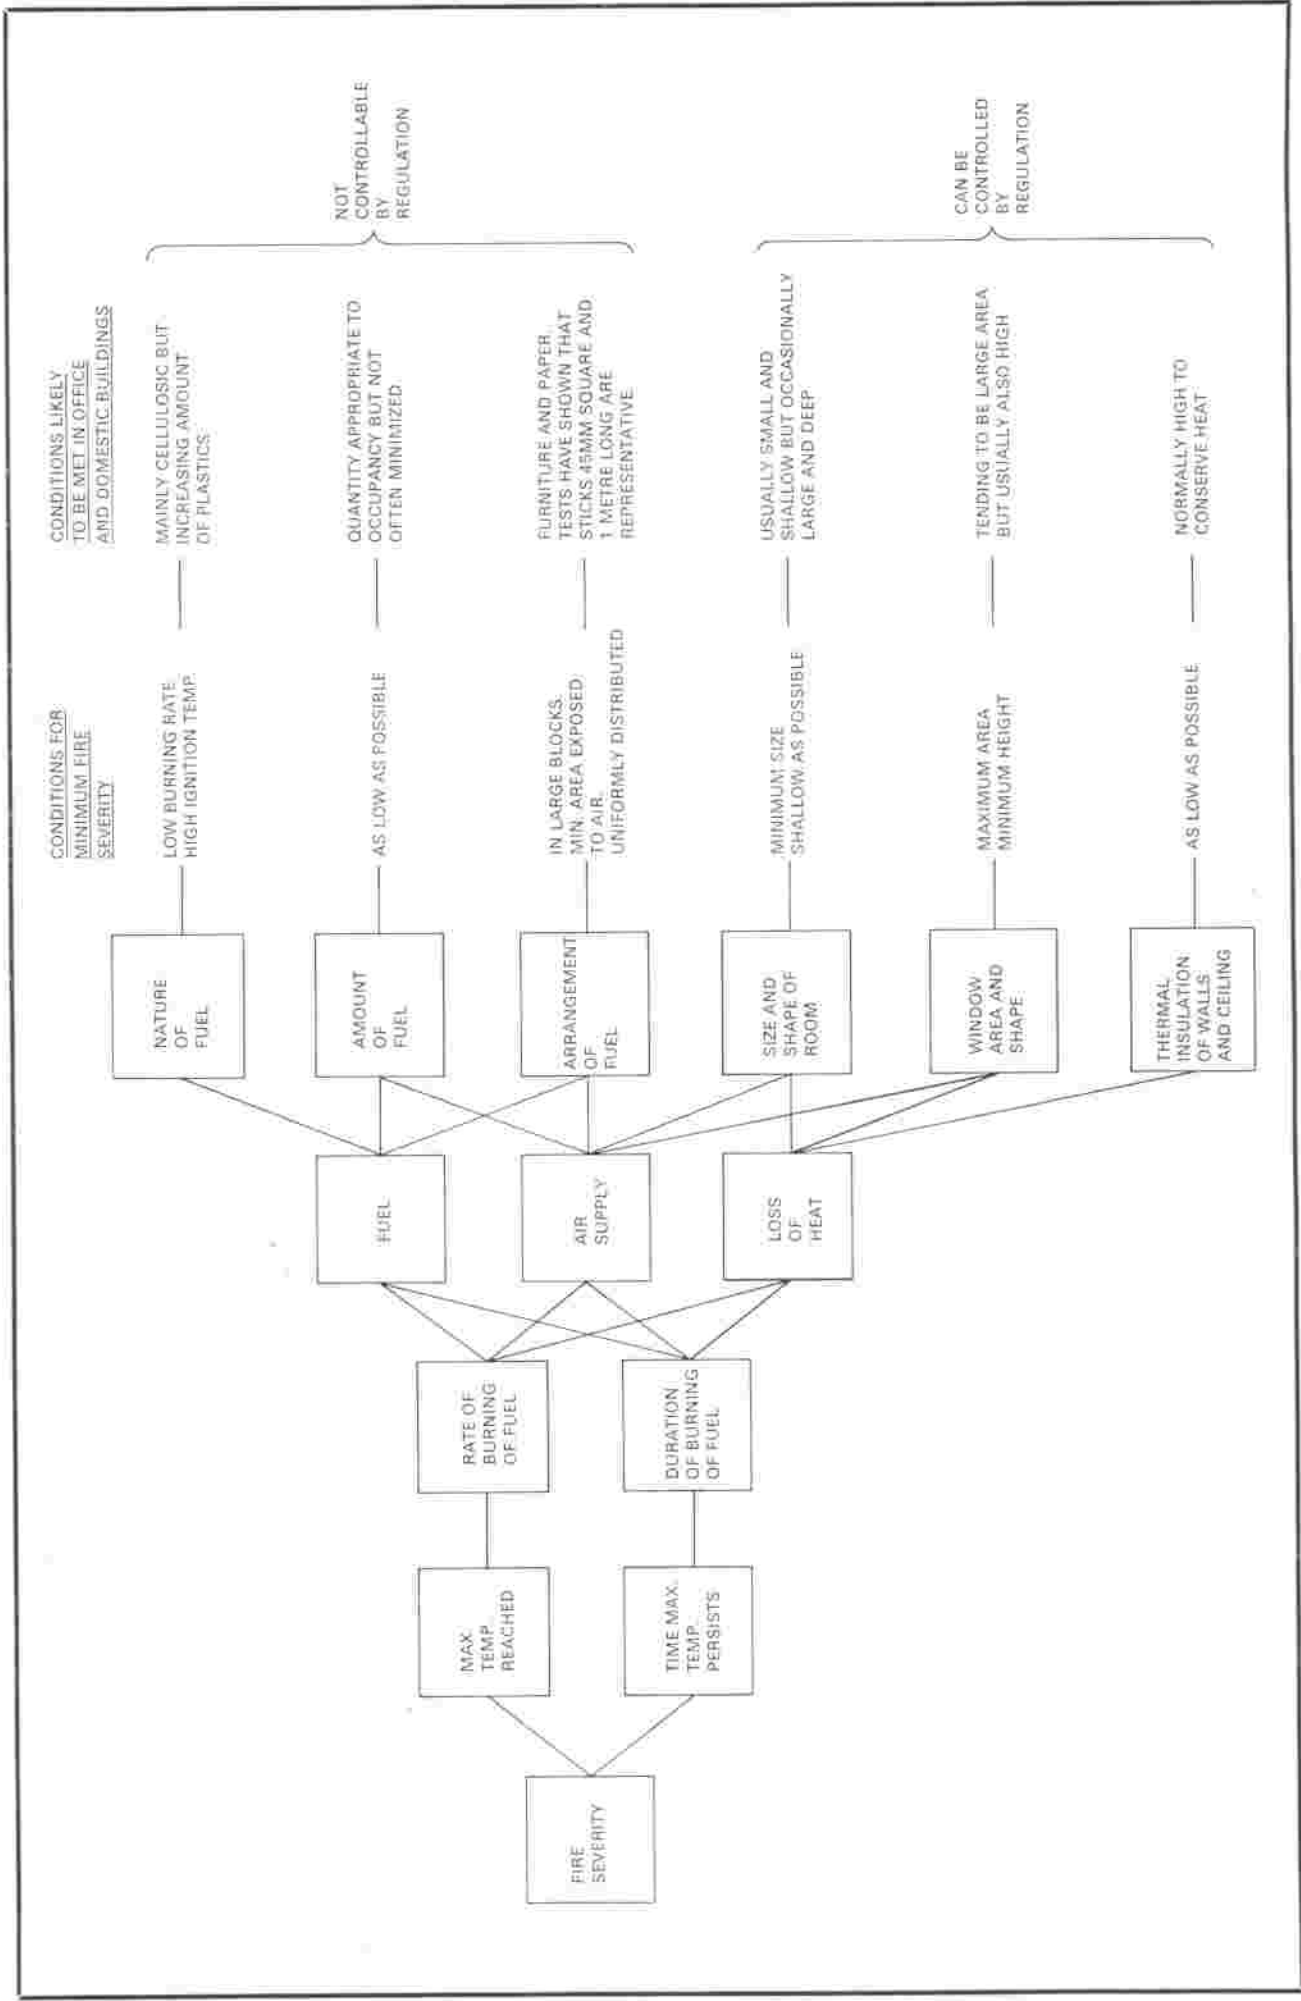 CONDITIONS FOR
MINIMUM FIRE
SEVERITY
CONDITIONS LIKELY
TO BE MET IN OFFICE
AND DOMESTIC BUILDINGS
FIRE
SEVERITY
MAX.
TEMP.
REACHED
TIME MAX.
TEMP.
PERSISTS
RATE OF
BURNING
OF FUEL
DURATION
OF BURNING
OF FUEL
FUEL
AIR
SUPPLY
LOSS
OF
HEAT
NATURE
OF
FUEL
LOW BURNING RATE
HIGH IGNITION TEMP.
MAINLY CELLULOSIC BUT
INCREASING AMOUNT
OF PLASTICS
AMOUNT
OF
FUEL
AS LOW AS POSSIBLE
QUANTITY APPROPRIATE TO
OCCUPANCY BUT NOT
OFTEN MINIMIZED
ARRANGEMENT
OF
FUEL
IN LARGE BLOCKS.
MIN. AREA EXPOSED
TO AIR.
UNIFORMLY DISTRIBUTED
FURNITURE AND PAPER.
TESTS HAVE SHOWN THAT
STICKS 45MM SQUARE AND
1 METRE LONG ARE
REPRESENTATIVE
NOT
CONTROLLABLE
BY
REGULATION
SIZE AND
SHAPE OF
ROOM
MINIMUM SIZE
SHALLOW AS POSSIBLE
USUALLY SMALL AND
SHALLOW BUT OCCASIONALLY
LARGE AND DEEP
WINDOW
AREA AND
SHAPE
MAXIMUM AREA
MINIMUM HEIGHT
TENDING TO BE LARGE AREA
BUT USUALLY ALSO HIGH
THERMAL
INSULATION
OF WALLS
AND CEILING
AS LOW AS POSSIBLE
NORMALLY HIGH TO
CONSERVE HEAT
CAN BE
CONTROLLED
BY
REGULATION